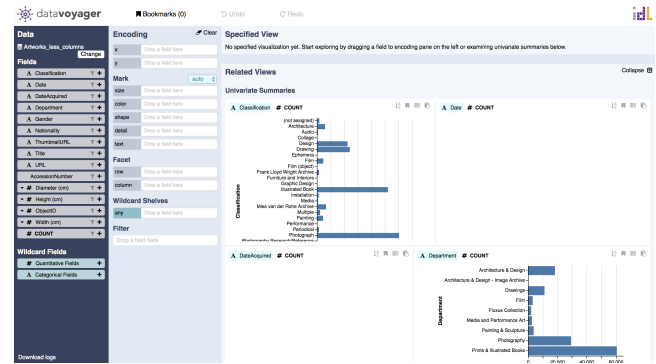 datavoyager
Bookmarks (0)
Undo
Redo
idl
Data
Artworks_less_columns
Change
Fields
A Classification
A Date
A DateAcquired
A Department
A Gender
A Nationality
A ThumbnailURL
A Title
A URL
AccessionNumber
# Diameter (cm)
# Height (cm)
# ObjectID
# Width (cm)
# COUNT
Wildcard Fields
# Quantitative Fields
A Categorical Fields
Download logs
Encoding
Clear
x Drop a field here
y Drop a field here
Mark
auto
size Drop a field here
color Drop a field here
shape Drop a field here
detail Drop a field here
text Drop a field here
Facet
row Drop a field here
column Drop a field here
Wildcard Shelves
any Drop a field here
Filter
Drop a field here
Specified View
No specified visualization yet. Start exploring by dragging a field to encoding pane on the left or examining univariate summaries below.
Related Views
Collapse
Univariate Summaries
A Classification # COUNT
Classification
(not assigned)
Architecture
Audio
Collage
Design
Drawing
Ephemera
Film
Film (object)
Frank Lloyd Wright Archive
Furniture and Interiors
Graphic Design
Illustrated Book
Installation
Media
Mies van der Rohe Archive
Multiple
Painting
Performance
Periodical
Photograph
Photography Research/Reference
A Date # COUNT
A DateAcquired # COUNT
A Department # COUNT
Department
Architecture & Design
Architecture & Design - Image Archive
Drawings
Film
Fluxus Collection
Media and Performance Art
Painting & Sculpture
Photography
Prints & Illustrated Books
20,000 40,000 60,000